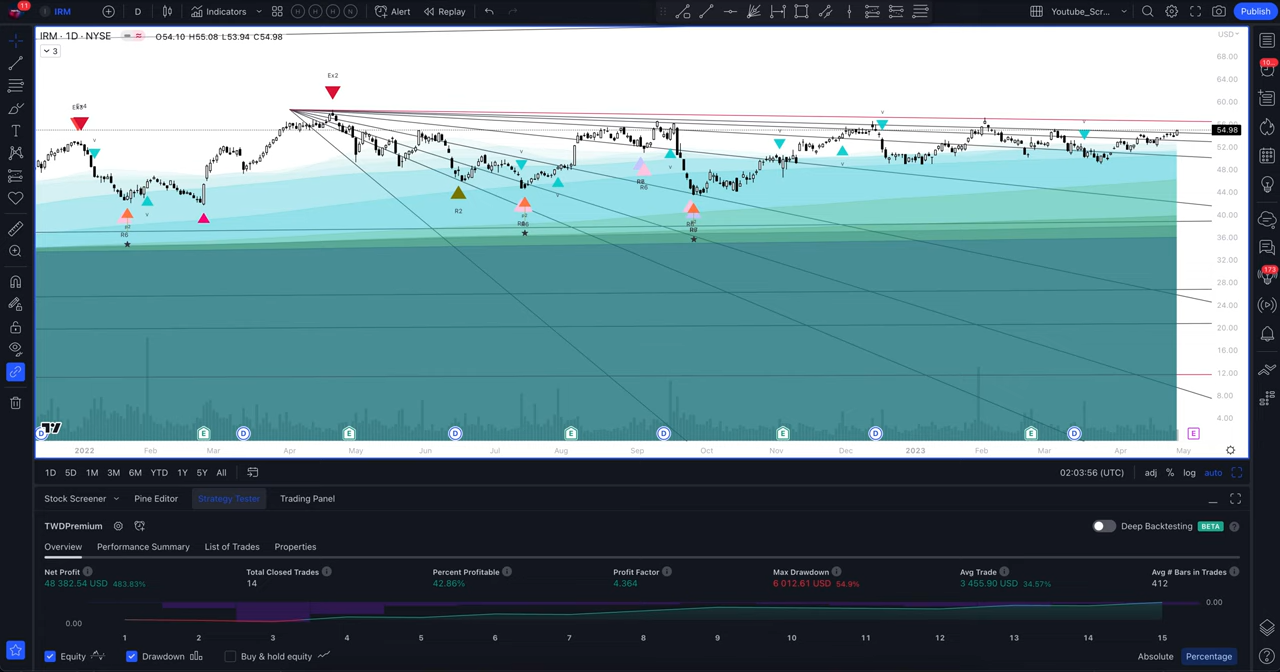 11 IRM D Indicators H H H N Alert Replay Youtube_Scr... Publish
IRM · 1D · NYSE O54.10 H55.08 L53.94 C54.98 USD
3
68.00
64.00
Ex2
60.00
v v v
54.98
52.00
v v v
48.00
44.00
R2
v v
40.00
R6
36.00
32.00
28.00
24.00
20.00
16.00
12.00
8.00
4.00
D E D E D E D E D E D E
2022 Feb Mar Apr May Jun Jul Aug Sep Oct Nov Dec 2023 Feb Mar Apr May
1D 5D 1M 3M 6M YTD 1Y 5Y All 02:03:56 (UTC) adj % log auto
Stock Screener Pine Editor Strategy Tester Trading Panel
TWDPremium Deep Backtesting BETA ?
Overview Performance Summary List of Trades Properties
Net Profit Total Closed Trades Percent Profitable Profit Factor Max Drawdown Avg Trade Avg # Bars in Trades
48 382.54 USD 483.83% 14 42.86% 4.364 6 012.61 USD 54.9% 3 455.90 USD 34.57% 412
0.00
0.00
1 2 3 4 5 6 7 8 9 10 11 12 13 14 15
Equity Drawdown Buy & hold equity Absolute Percentage
10...
173